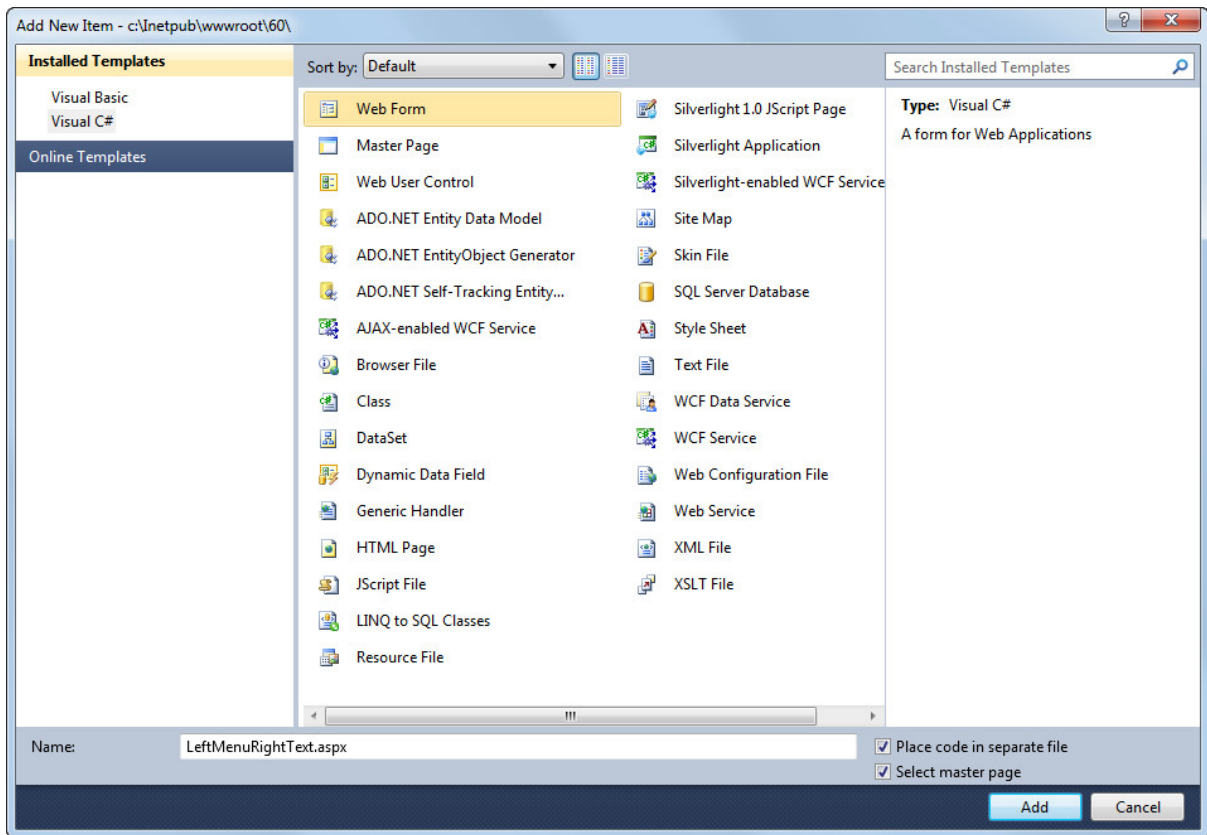 Add New Item - c:\Inetpub\wwwroot\60\
Installed Templates
Visual Basic
Visual C#
Online Templates
Sort by: Default
Search Installed Templates
Web Form
Master Page
Web User Control
ADO.NET Entity Data Model
ADO.NET EntityObject Generator
ADO.NET Self-Tracking Entity...
AJAX-enabled WCF Service
Browser File
Class
DataSet
Dynamic Data Field
Generic Handler
HTML Page
JScript File
LINQ to SQL Classes
Resource File
Silverlight 1.0 JScript Page
Silverlight Application
Silverlight-enabled WCF Service
Site Map
Skin File
SQL Server Database
Style Sheet
Text File
WCF Data Service
WCF Service
Web Configuration File
Web Service
XML File
XSLT File
Type: Visual C#
A form for Web Applications
Name: LeftMenuRightText.aspx
Place code in separate file
Select master page
Add
Cancel